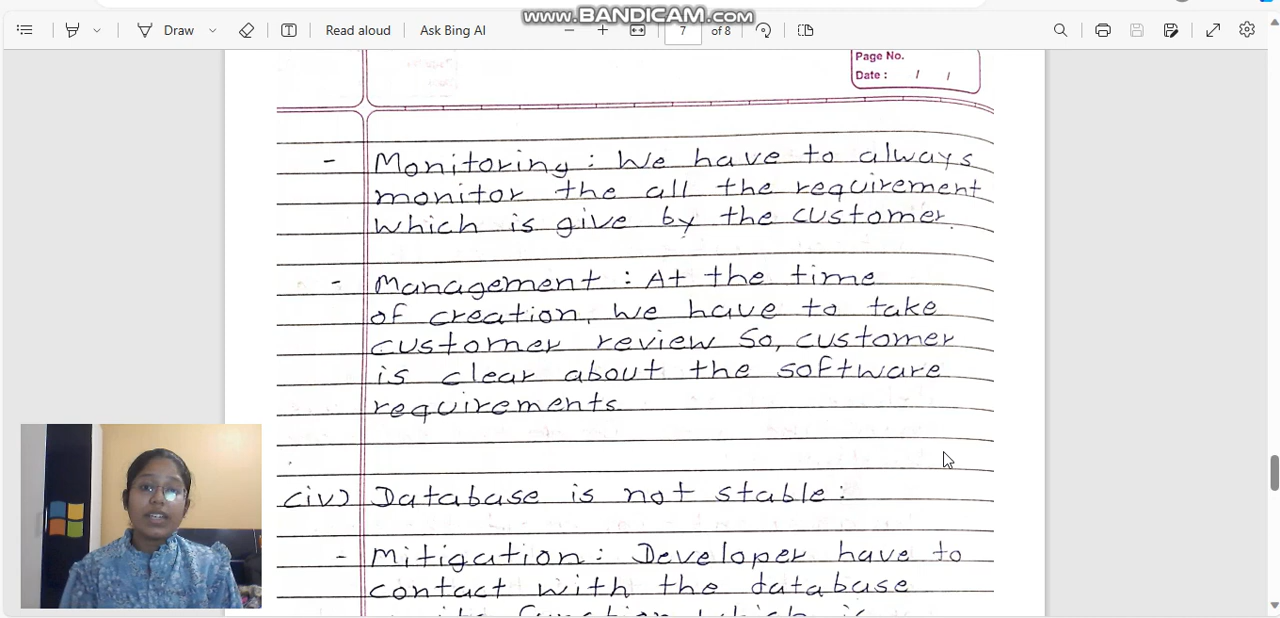 www.BANDICAM.com
Draw
Read aloud
Ask Bing AI
7 of 8
Page No.
Date : / /
- Monitoring : We have to always
monitor the all the requirement
which is give by the customer.
- Management : At the time
of creation, we have to take
customer review So, customer
is clear about the software
requirements.
(iv) Database is not stable :
- Mitigation : Developer have to
contact with the database
function which is